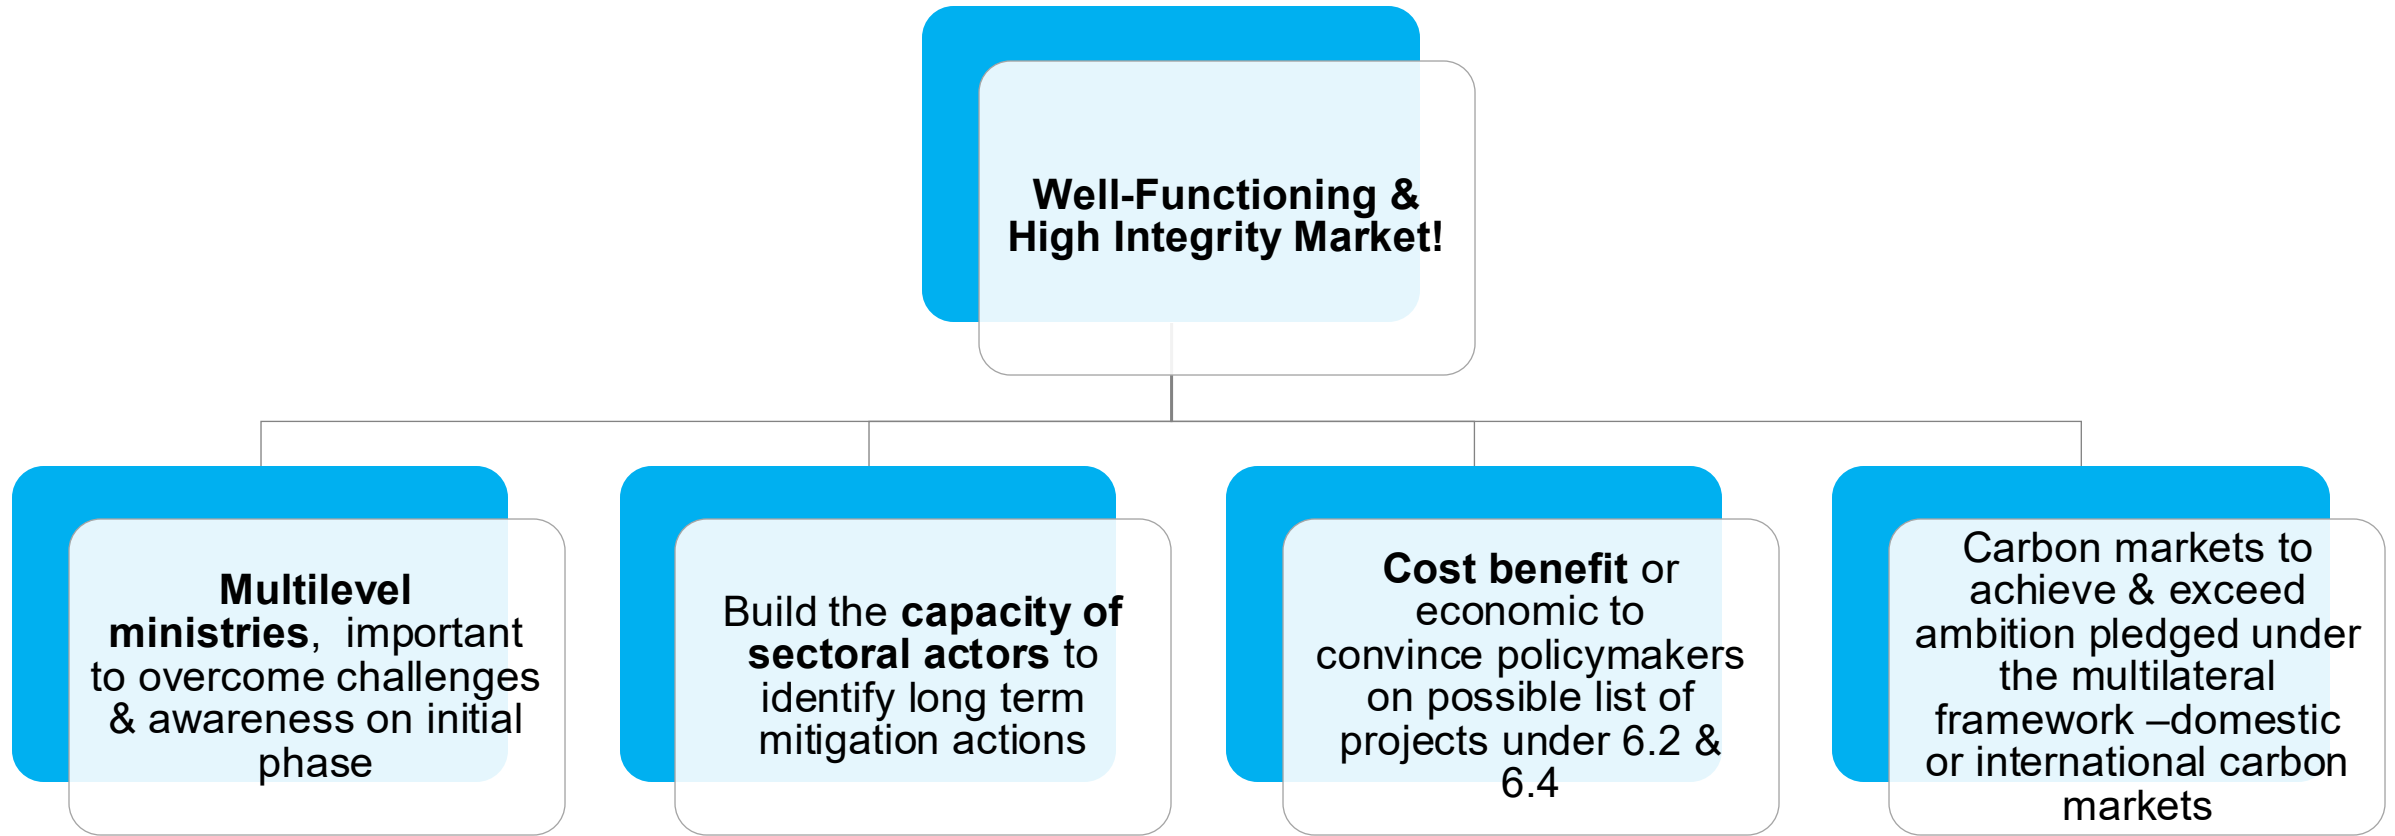 Well-Functioning &
High Integrity Market!
Multilevel
ministries,  important
to overcome challenges
& awareness on initial
phase
Build the capacity of
sectoral actors to
identify long term
mitigation actions
Cost benefit or
economic to
convince policymakers
on possible list of
projects under 6.2 &
6.4
Carbon markets to
achieve & exceed
ambition pledged under
the multilateral
framework –domestic
or international carbon
markets